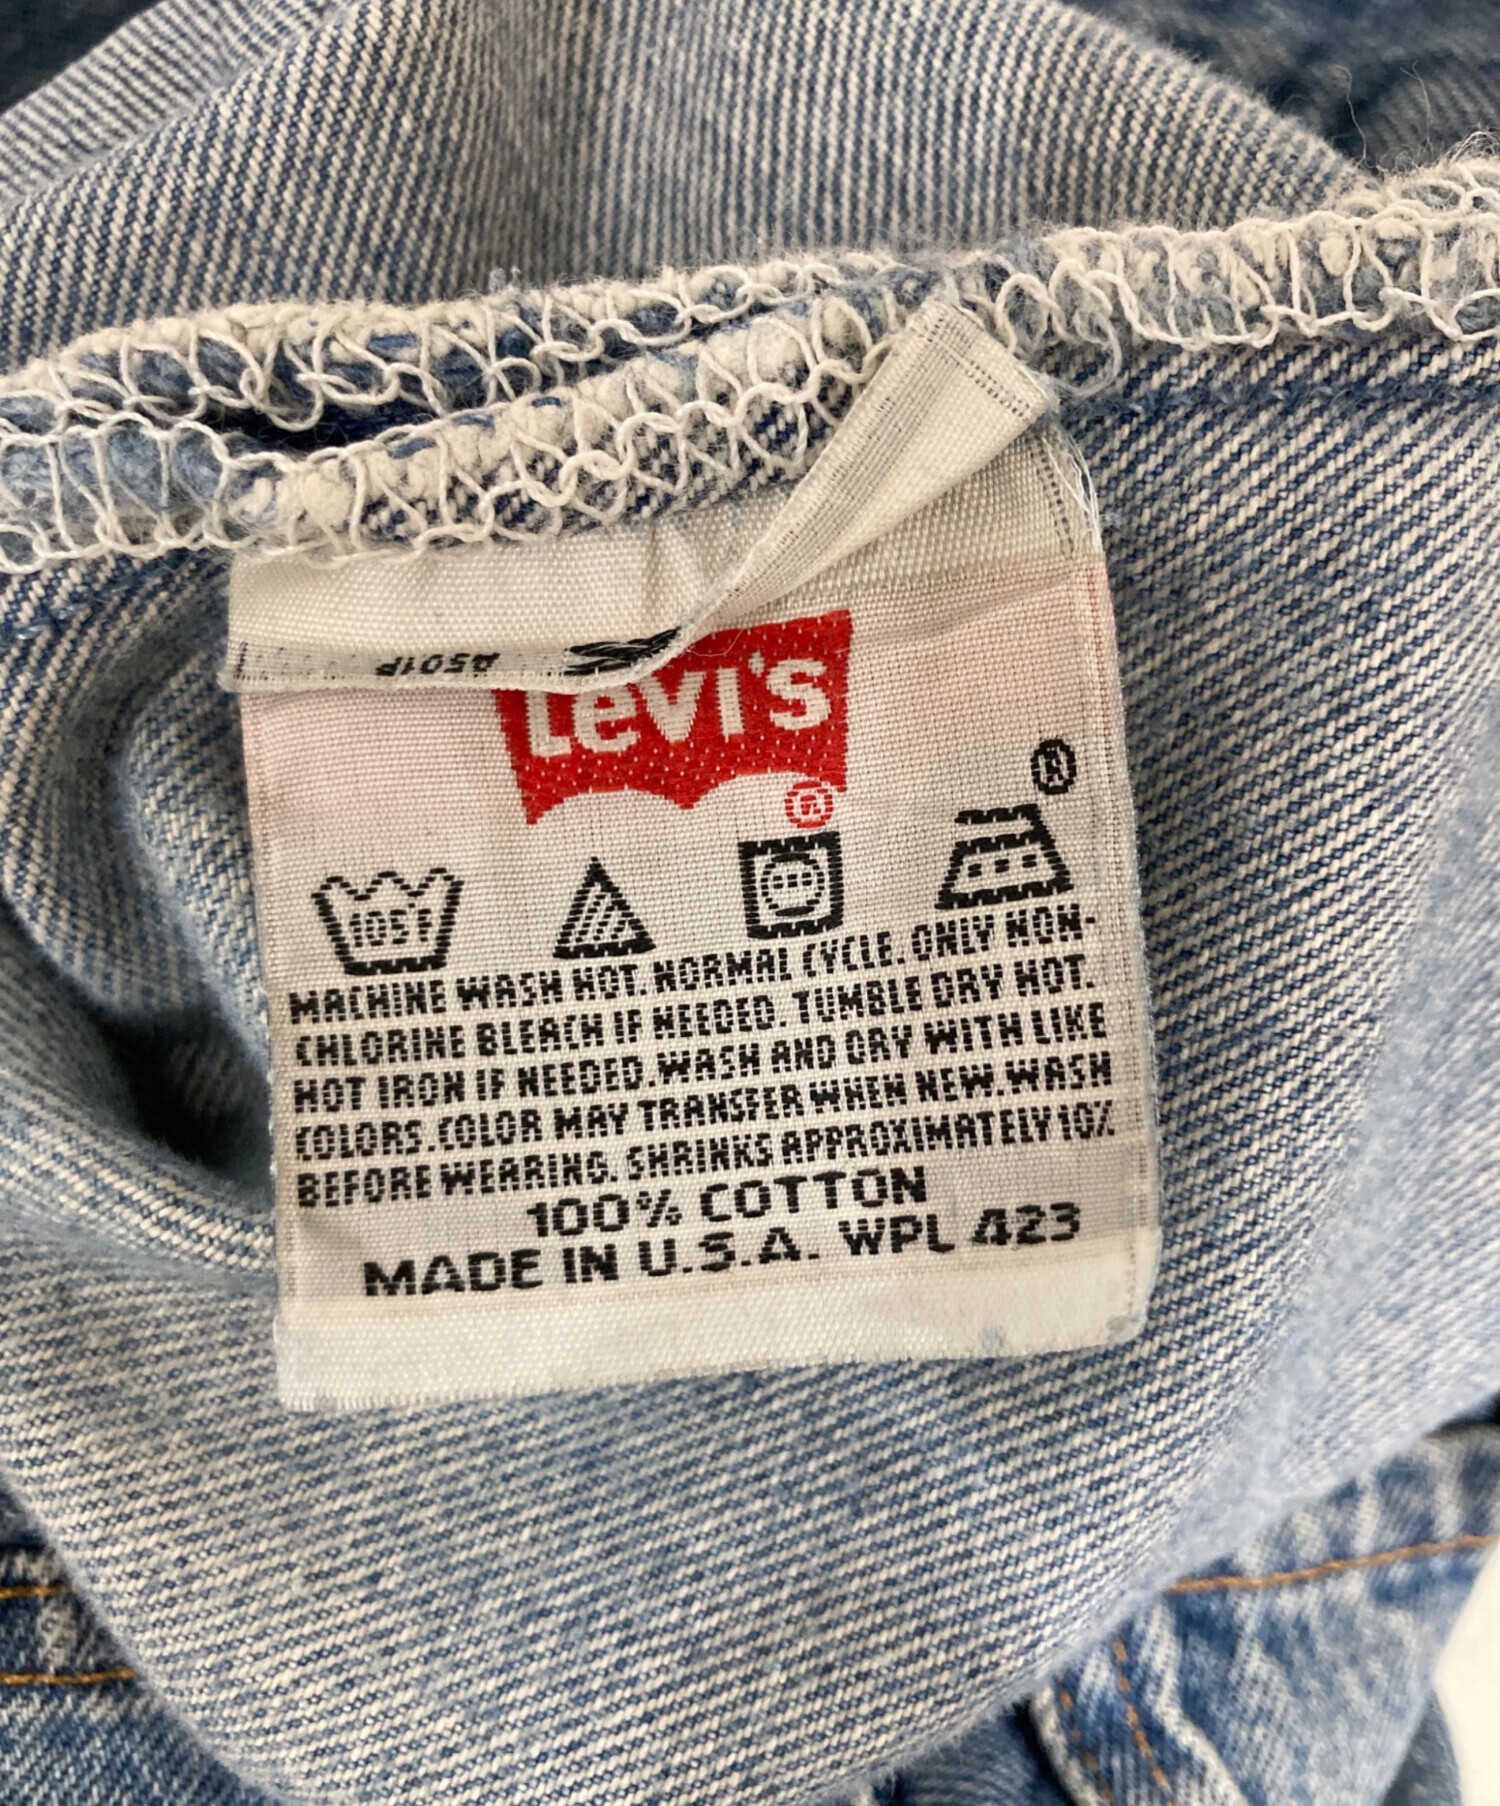 A501P
Levi's
®
®
105°F
MACHINE WASH HOT. NORMAL CYCLE. ONLY NON-
CHLORINE BLEACH IF NEEDED. TUMBLE DRY HOT.
HOT IRON IF NEEDED. WASH AND DRY WITH LIKE
COLORS. COLOR MAY TRANSFER WHEN NEW. WASH
BEFORE WEARING. SHRINKS APPROXIMATELY 10%
100% COTTON
MADE IN U.S.A. WPL 423